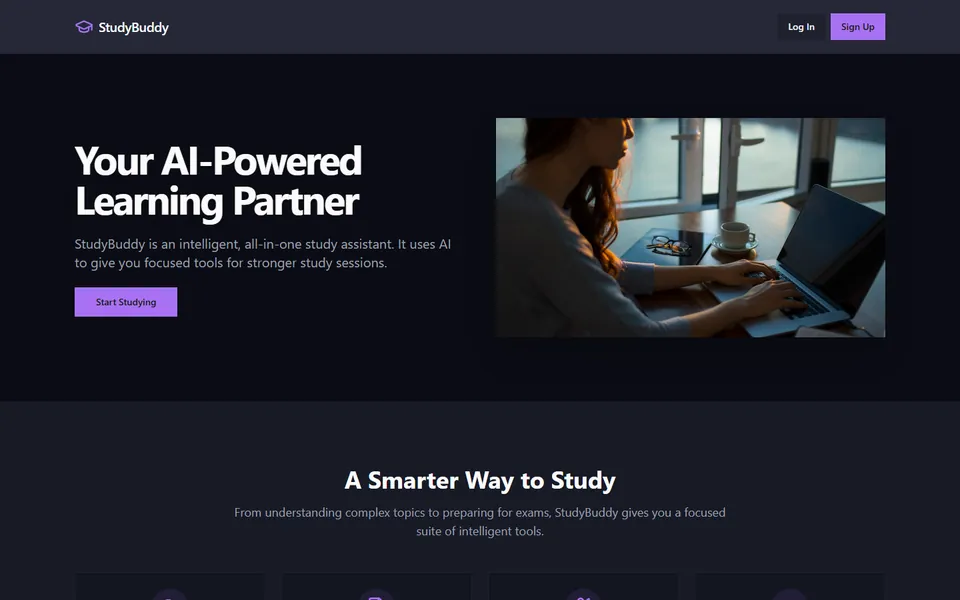 StudyBuddy
Log In
Sign Up
Your AI-Powered
Learning Partner
StudyBuddy is an intelligent, all-in-one study assistant. It uses AI
to give you focused tools for stronger study sessions.
Start Studying
A Smarter Way to Study
From understanding complex topics to preparing for exams, StudyBuddy gives you a focused
suite of intelligent tools.